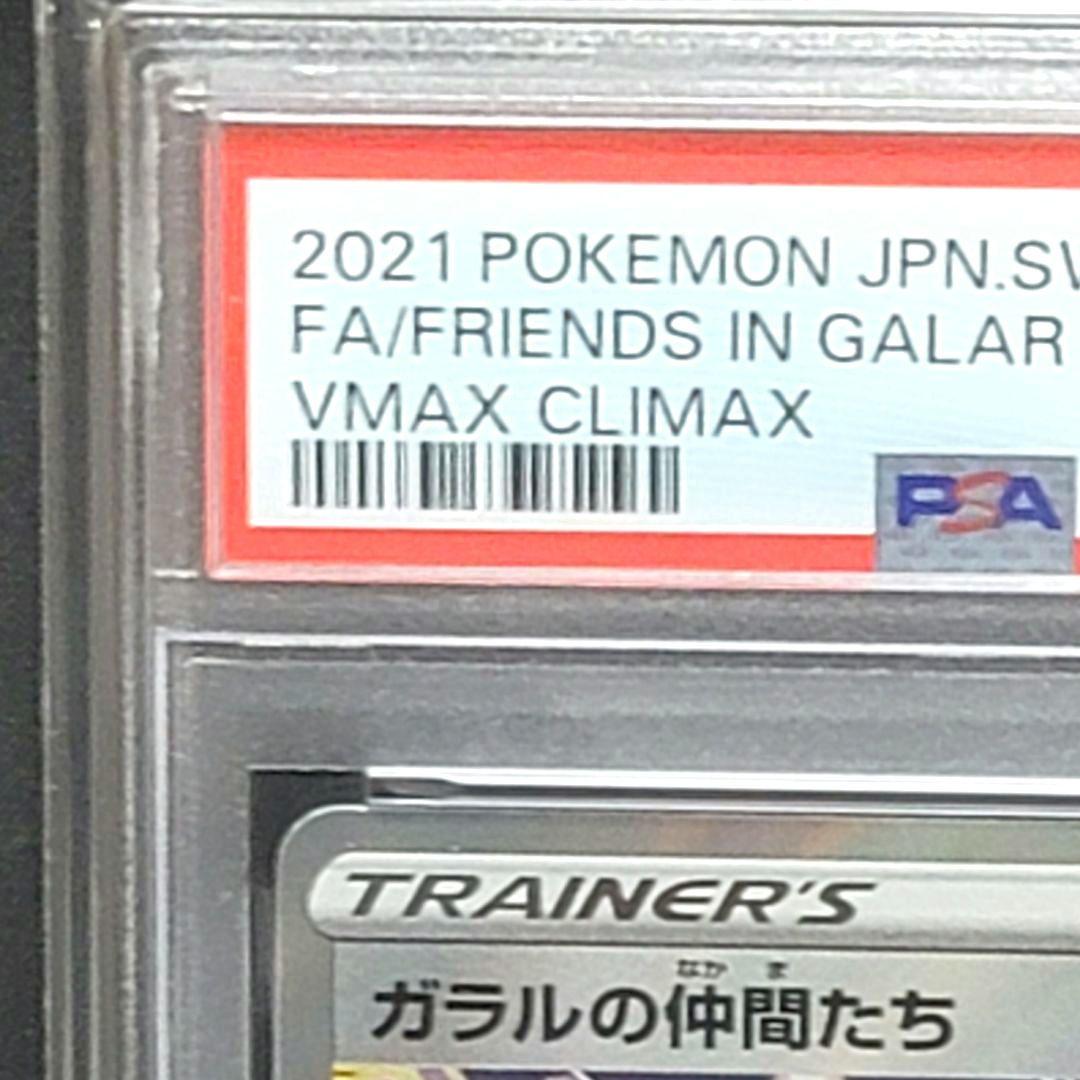 2021 POKEMON JPN.SV
FA/FRIENDS IN GALAR
VMAX CLIMAX
PSA
TRAINER'S
なかま
ガラルの仲間たち